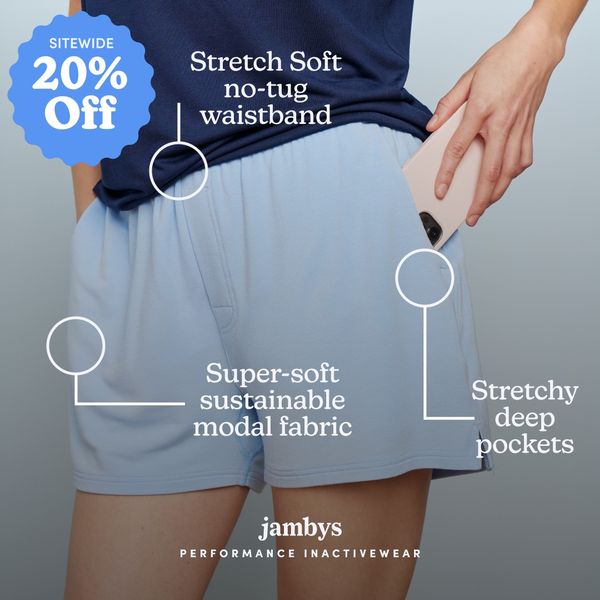 SITEWIDE
20%
Off
Stretch Soft
no-tug
waistband
Super-soft
sustainable
modal fabric
Stretchy
deep
pockets
jambys
PERFORMANCE INACTIVEWEAR